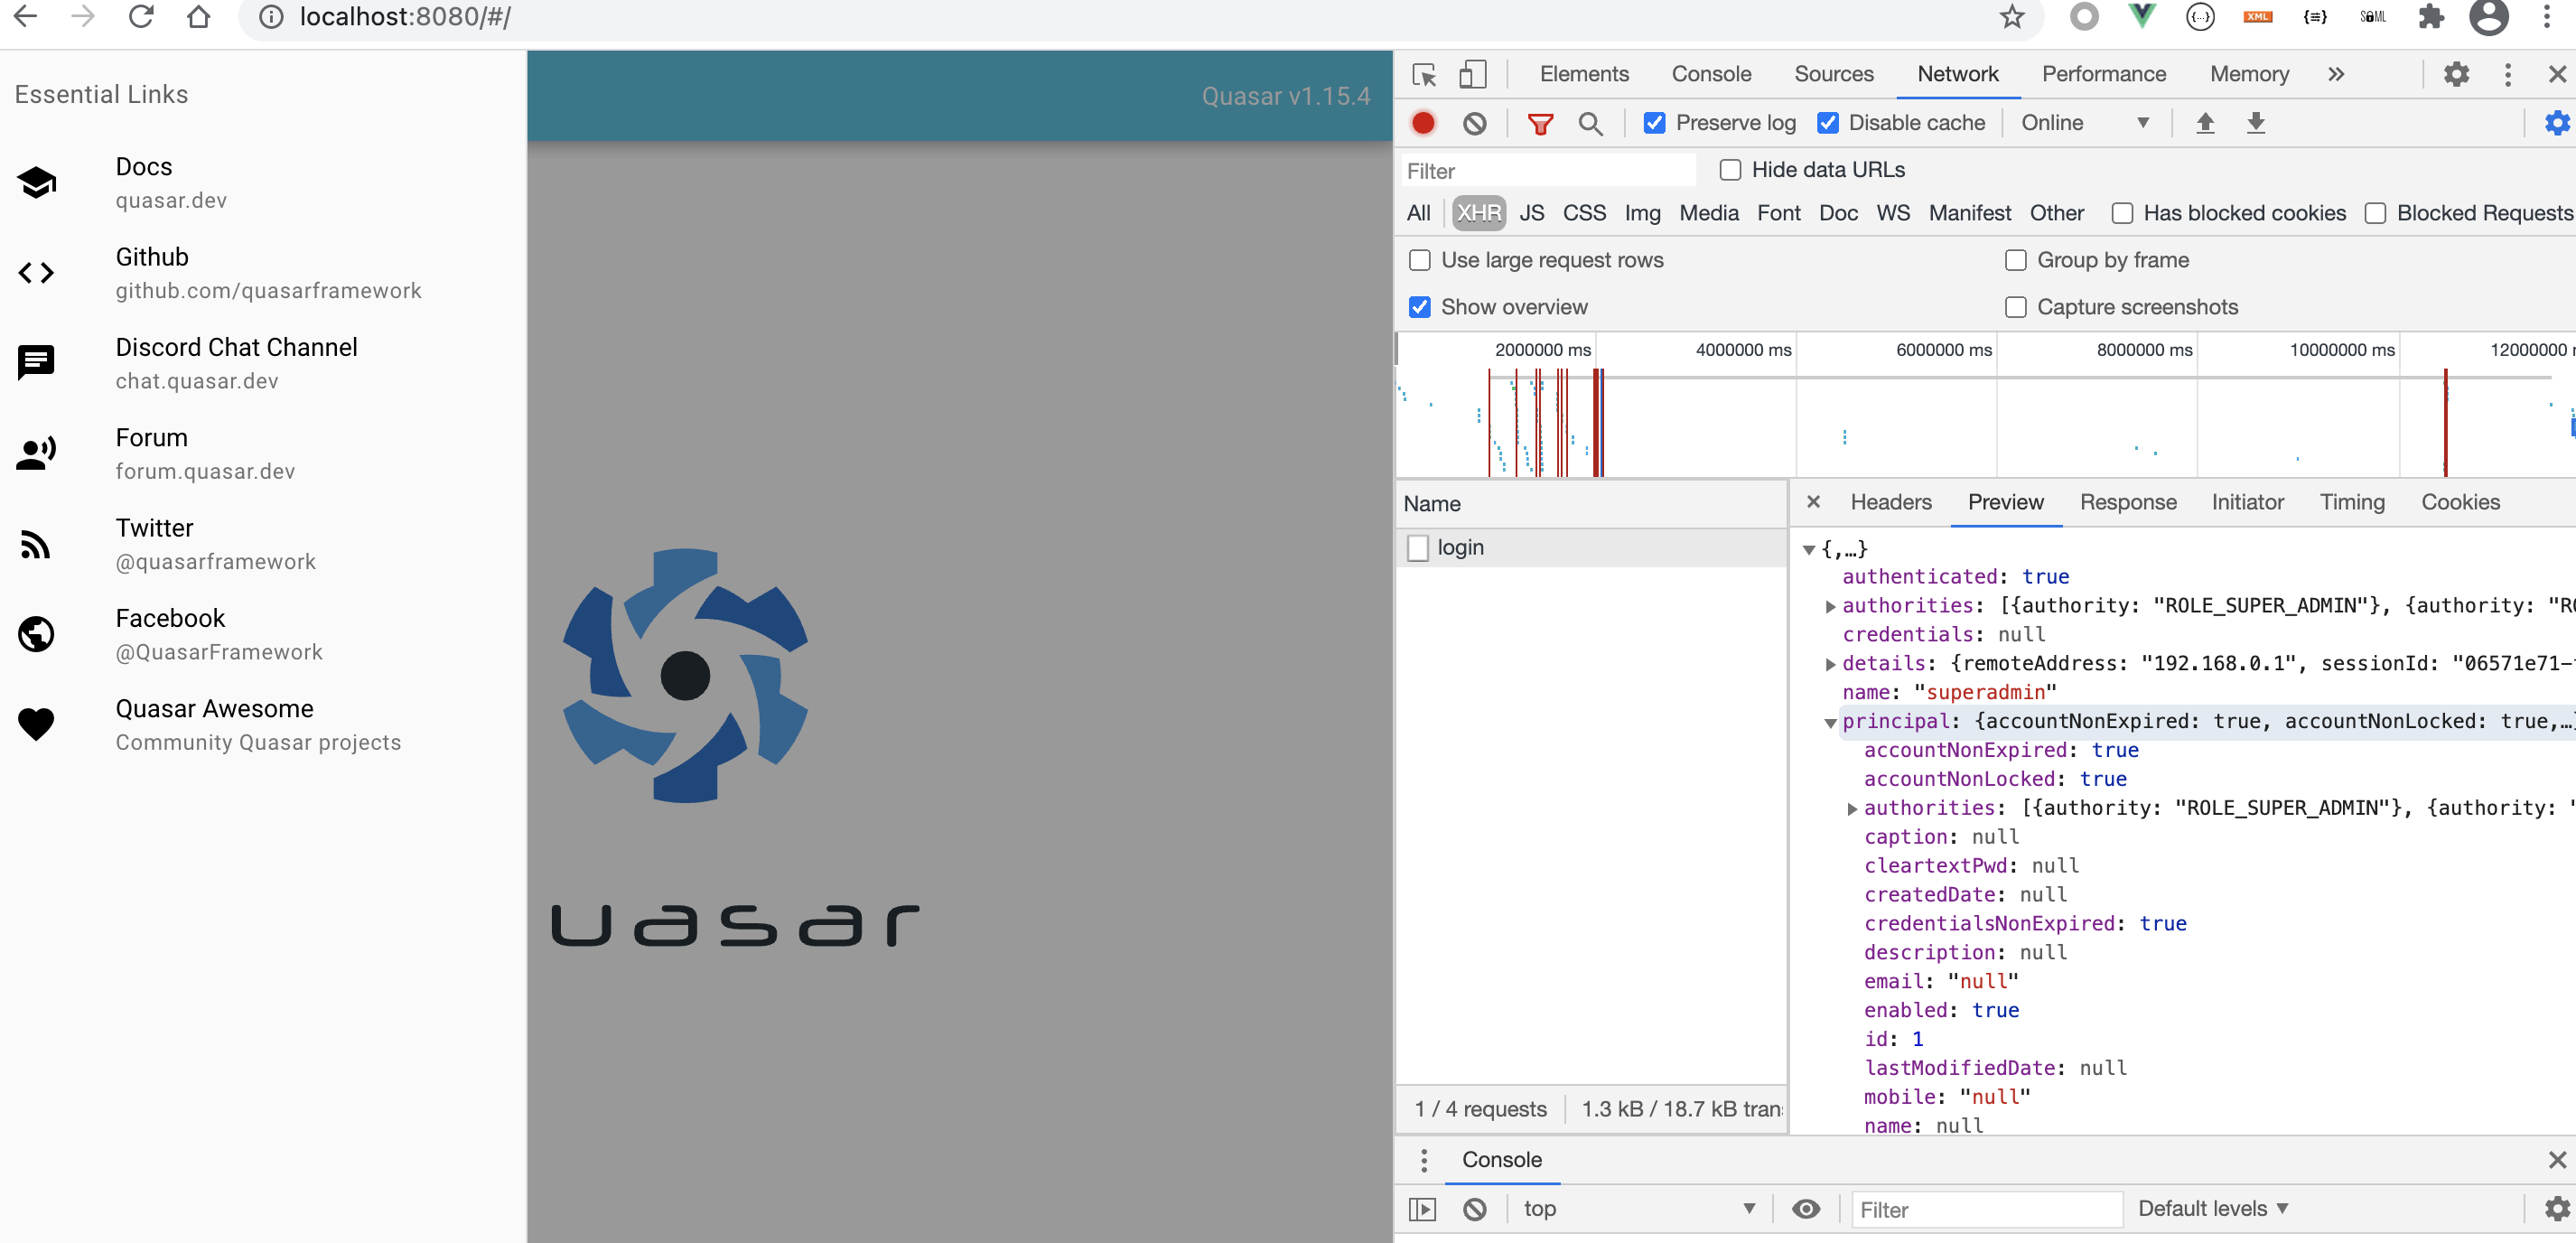 localhost:8080/#/
XML
Essential Links
Docs
quasar.dev
Github
github.com/quasarframework
Discord Chat Channel
chat.quasar.dev
Forum
forum.quasar.dev
Twitter
@quasarframework
Facebook
@QuasarFramework
Quasar Awesome
Community Quasar projects
Quasar v1.15.4
uasar
Elements Console Sources Network Performance Memory »
Preserve log Disable cache Online
Filter Hide data URLs
All XHR JS CSS Img Media Font Doc WS Manifest Other Has blocked cookies Blocked Requests
Use large request rows Group by frame
Show overview Capture screenshots
2000000 ms 4000000 ms 6000000 ms 8000000 ms 10000000 ms 12000000
Name
login
1 / 4 requests 1.3 kB / 18.7 kB tran
× Headers Preview Response Initiator Timing Cookies
{,…}
authenticated: true
authorities: [{authority: "ROLE_SUPER_ADMIN"}, {authority: "R
credentials: null
details: {remoteAddress: "192.168.0.1", sessionId: "06571e71-
name: "superadmin"
principal: {accountNonExpired: true, accountNonLocked: true,…}
accountNonExpired: true
accountNonLocked: true
authorities: [{authority: "ROLE_SUPER_ADMIN"}, {authority: "
caption: null
cleartextPwd: null
createdDate: null
credentialsNonExpired: true
description: null
email: "null"
enabled: true
id: 1
lastModifiedDate: null
mobile: "null"
name: null
Console
top Filter Default levels